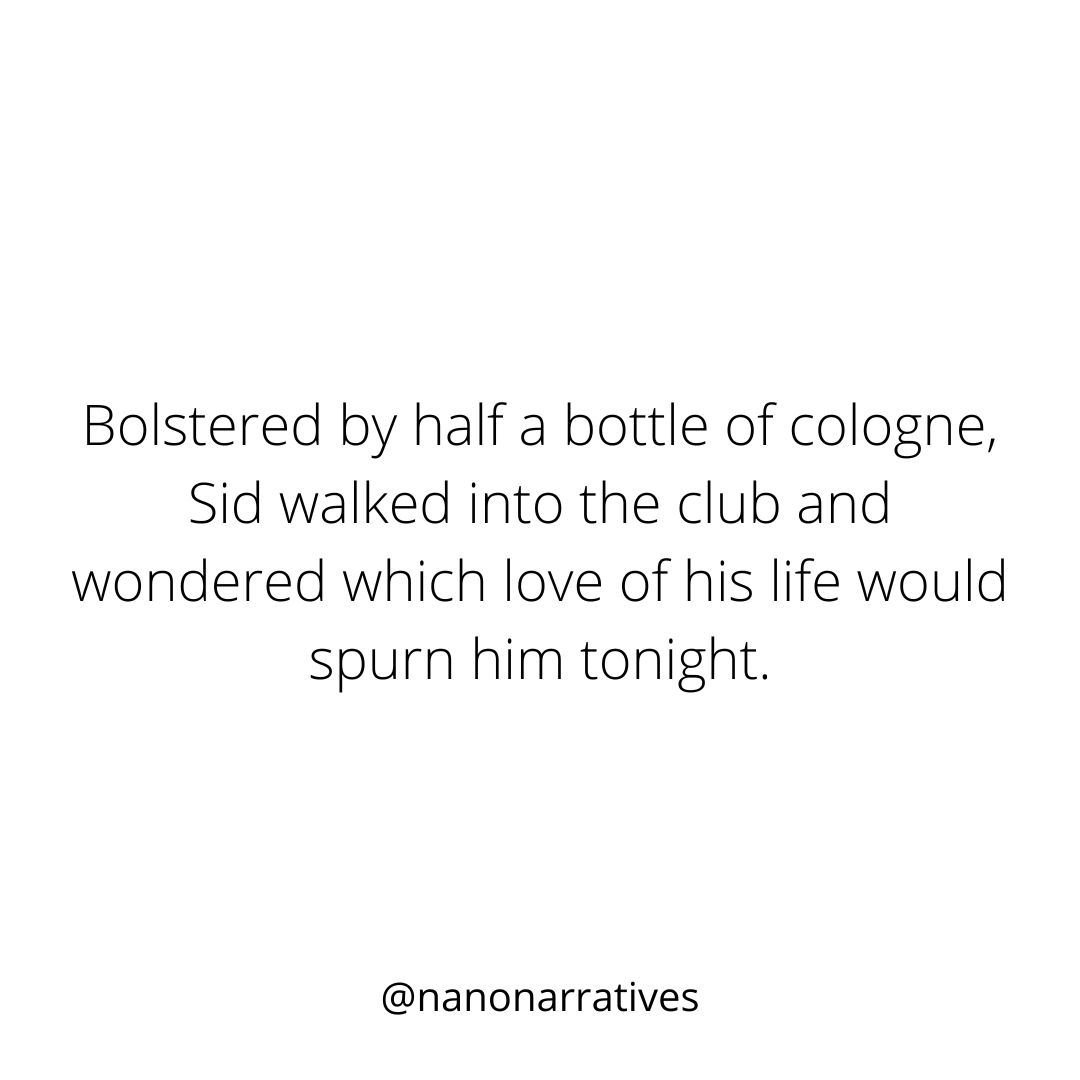 Bolstered by half a bottle of cologne,
Sid walked into the club and
wondered which love of his life would
spurn him tonight.
@nanonarratives